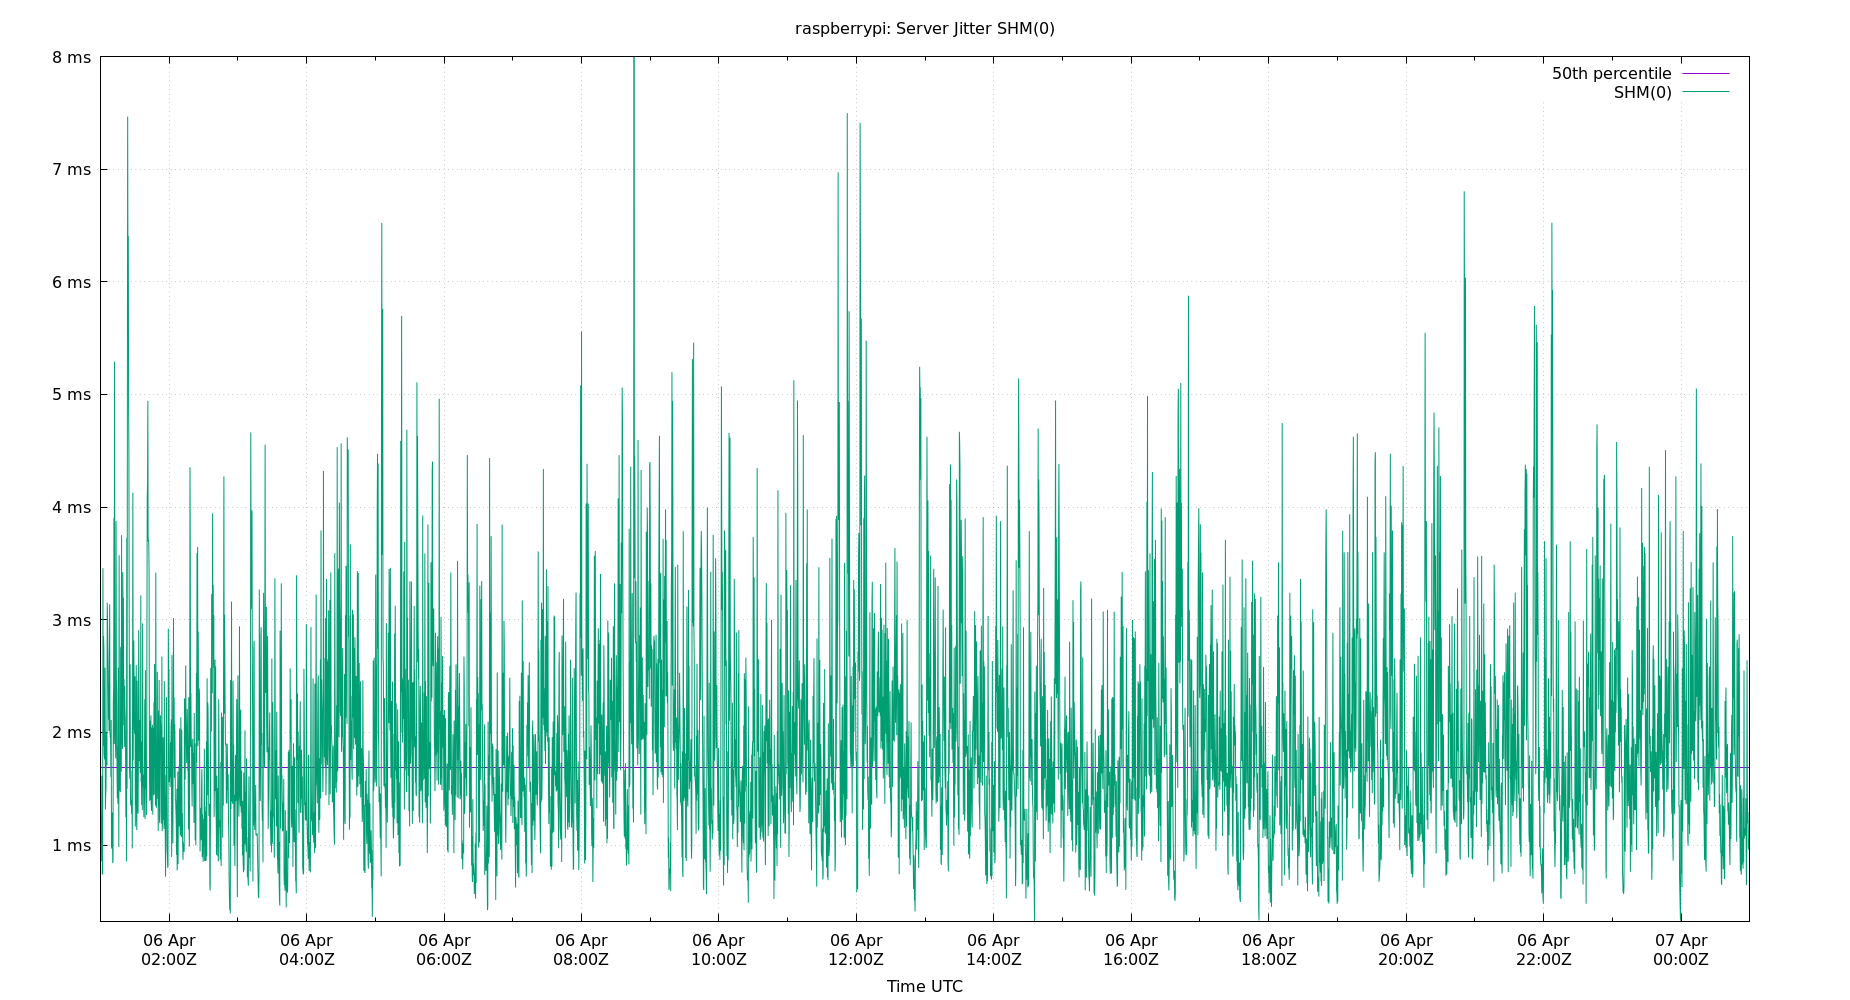 raspberrypi: Server Jitter SHM(0)
8 ms
7 ms
6 ms
5 ms
4 ms
3 ms
2 ms
1 ms
50th percentile
SHM(0)
06 Apr 06 Apr 06 Apr 06 Apr 06 Apr 06 Apr 06 Apr 06 Apr 06 Apr 06 Apr 06 Apr 07 Apr
02:00Z 04:00Z 06:00Z 08:00Z 10:00Z 12:00Z 14:00Z 16:00Z 18:00Z 20:00Z 22:00Z 00:00Z
Time UTC